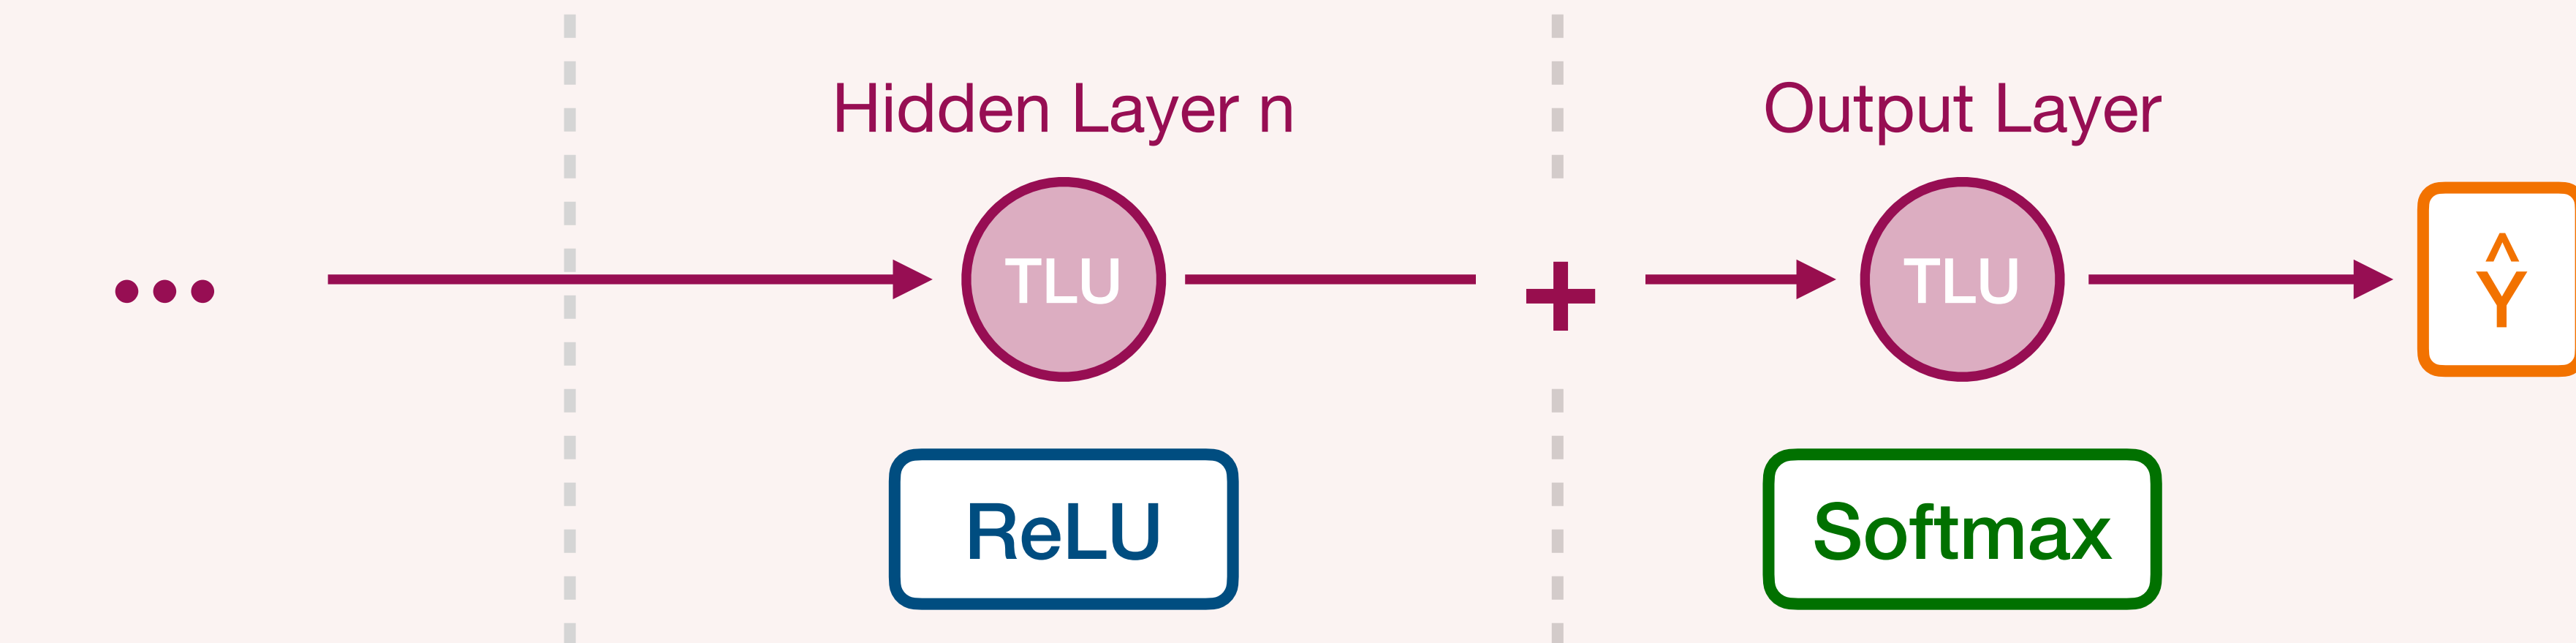 Hidden Layer n
Output Layer
•••
TLU
+
TLU
^
Y
ReLU
Softmax